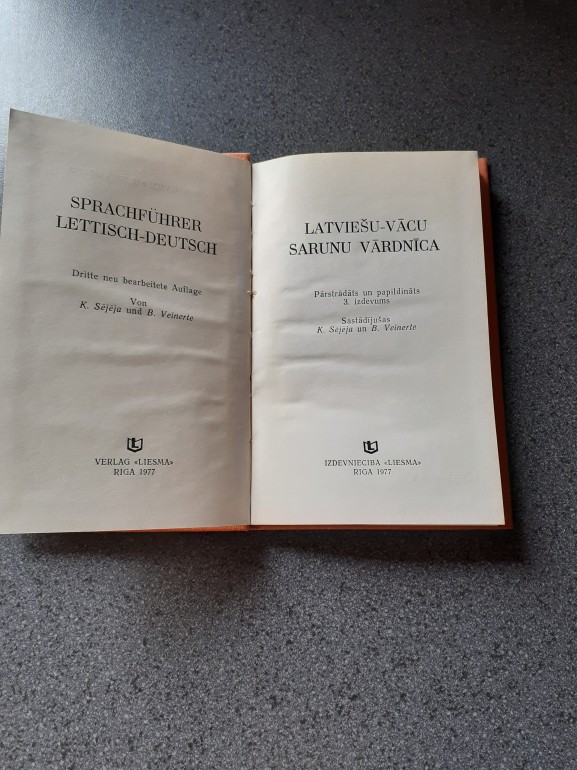 SPRACHFÜHRER
LETTISCH-DEUTSCH
Dritte neu bearbeitete Auflage
Von
K. Sējēja und B. Veinerte
VERLAG «LIESMA»
RIGA 1977
LATVIEŠU-VĀCU
SARUNU VĀRDNĪCA
Pārstrādāts un papildināts
3. izdevums
Sastādījušas
K. Sējēja un B. Veinerte
IZDEVNIECĪBA «LIESMA»
RĪGA 1977